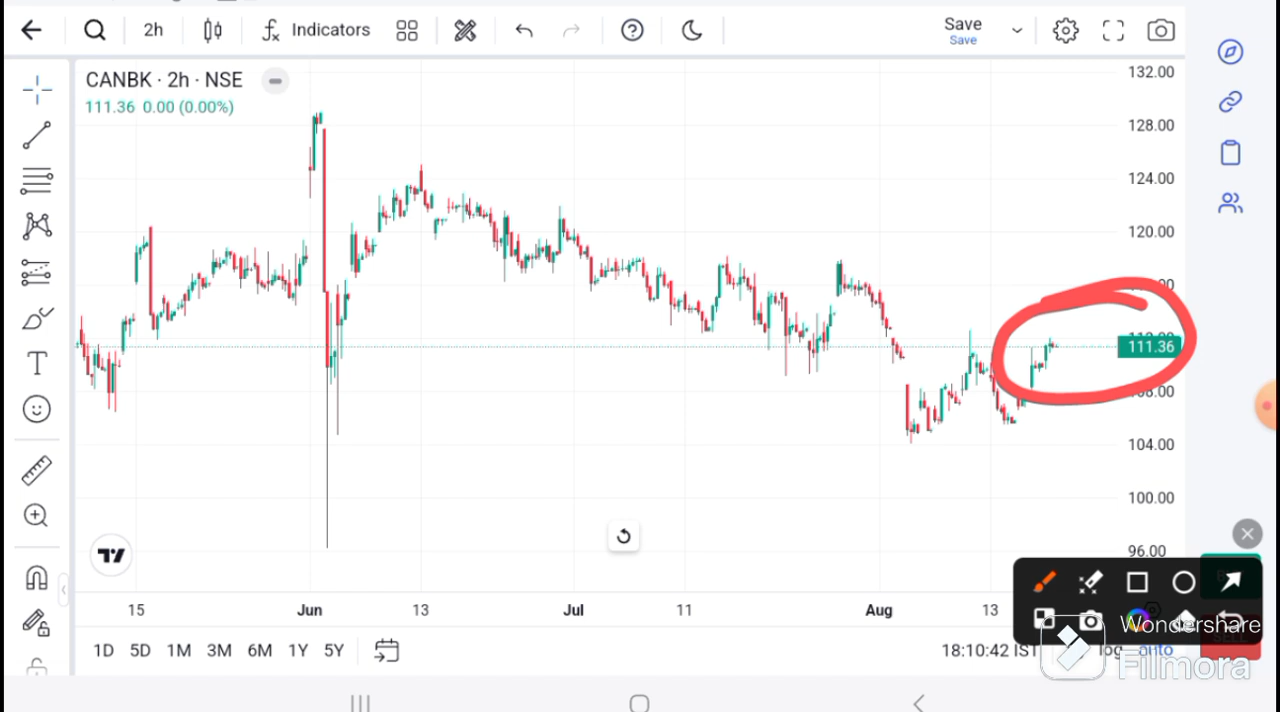 2h
Indicators
Save
Save
CANBK · 2h · NSE
111.36 0.00 (0.00%)
132.00
128.00
124.00
120.00
111.36
104.00
100.00
96.00
15
Jun
13
Jul
11
Aug
13
1D 5D 1M 3M 6M 1Y 5Y
18:10:42 IST
log
auto
Wondershare
Filmora